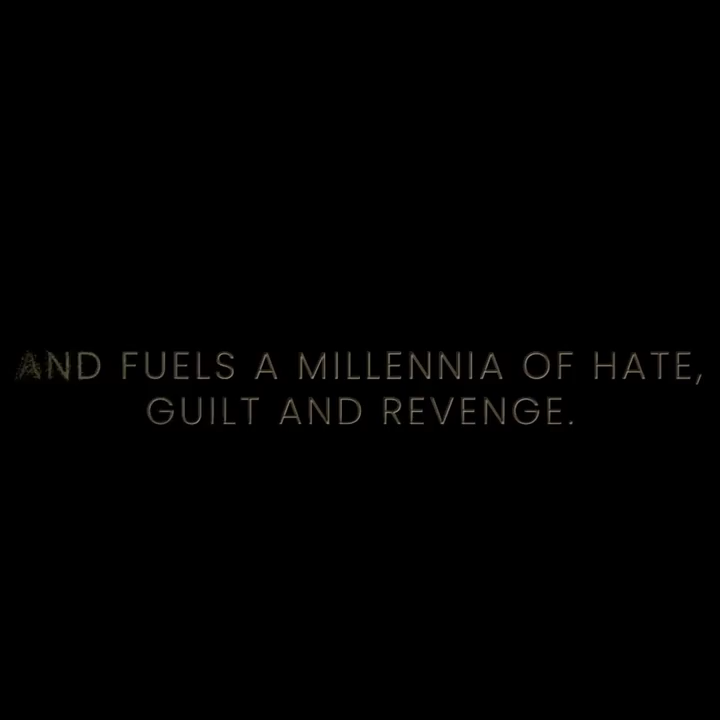 AND FUELS A MILLENNIA OF HATE,
GUILT AND REVENGE.